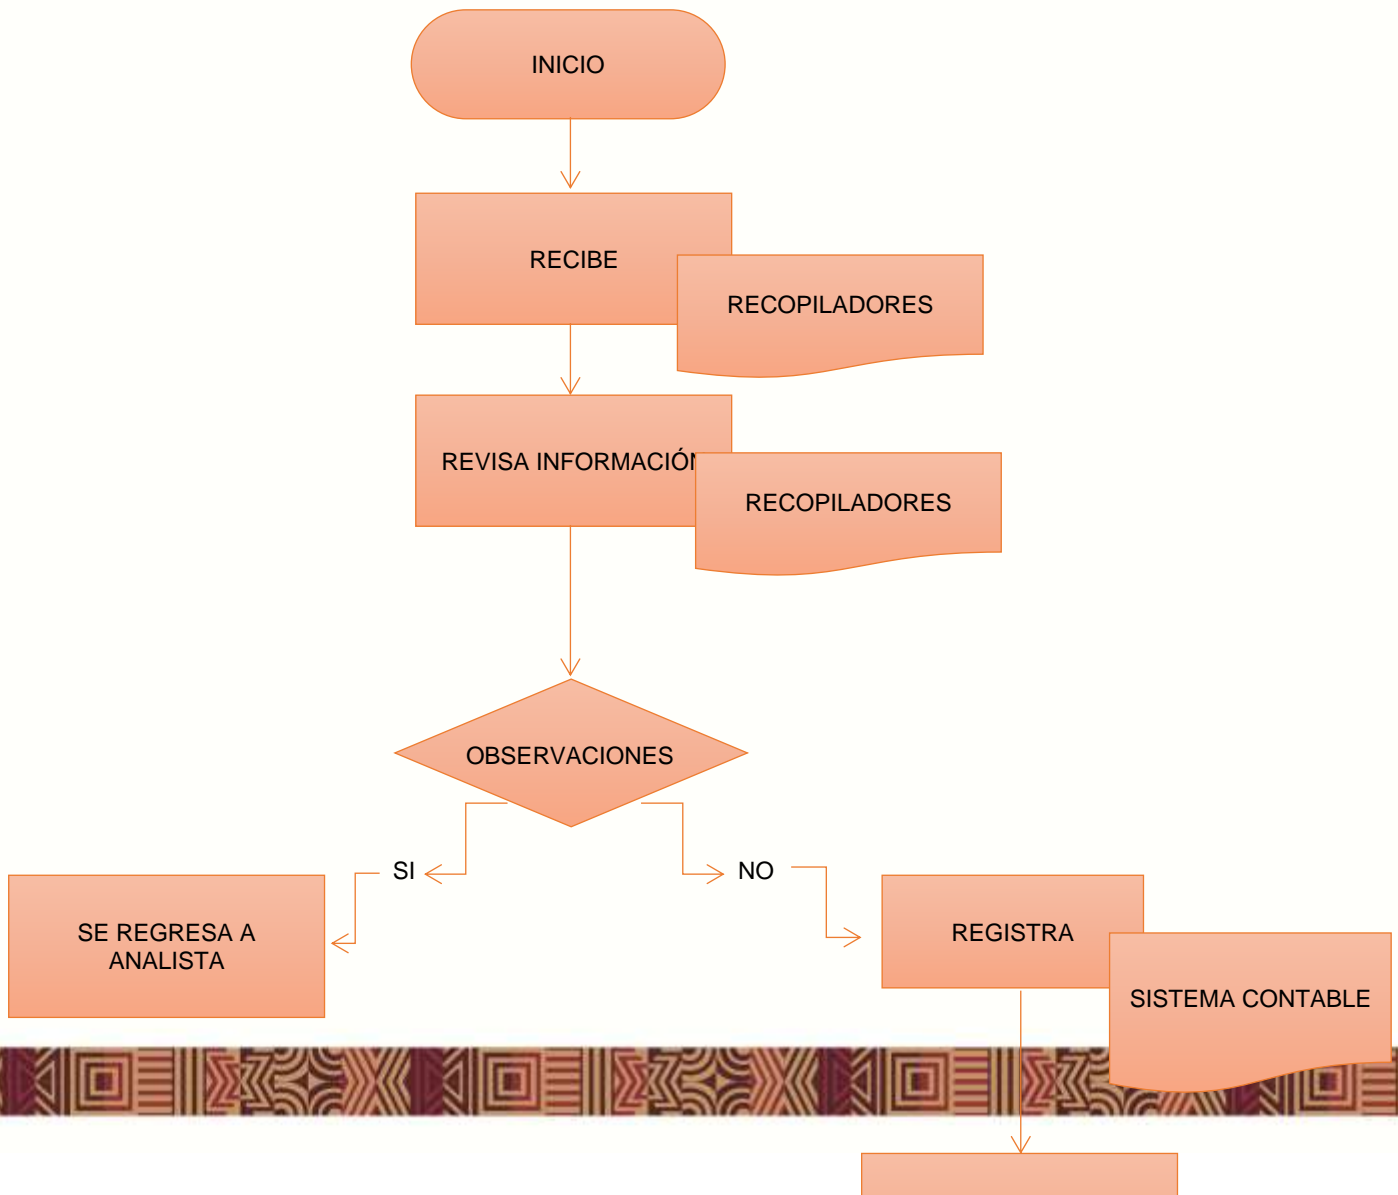 INICIO
RECIBE
RECOPILADORES
REVISA INFORMACIÓN
RECOPILADORES
OBSERVACIONES
SI
NO
SE REGRESA A
ANALISTA
REGISTRA
SISTEMA CONTABLE